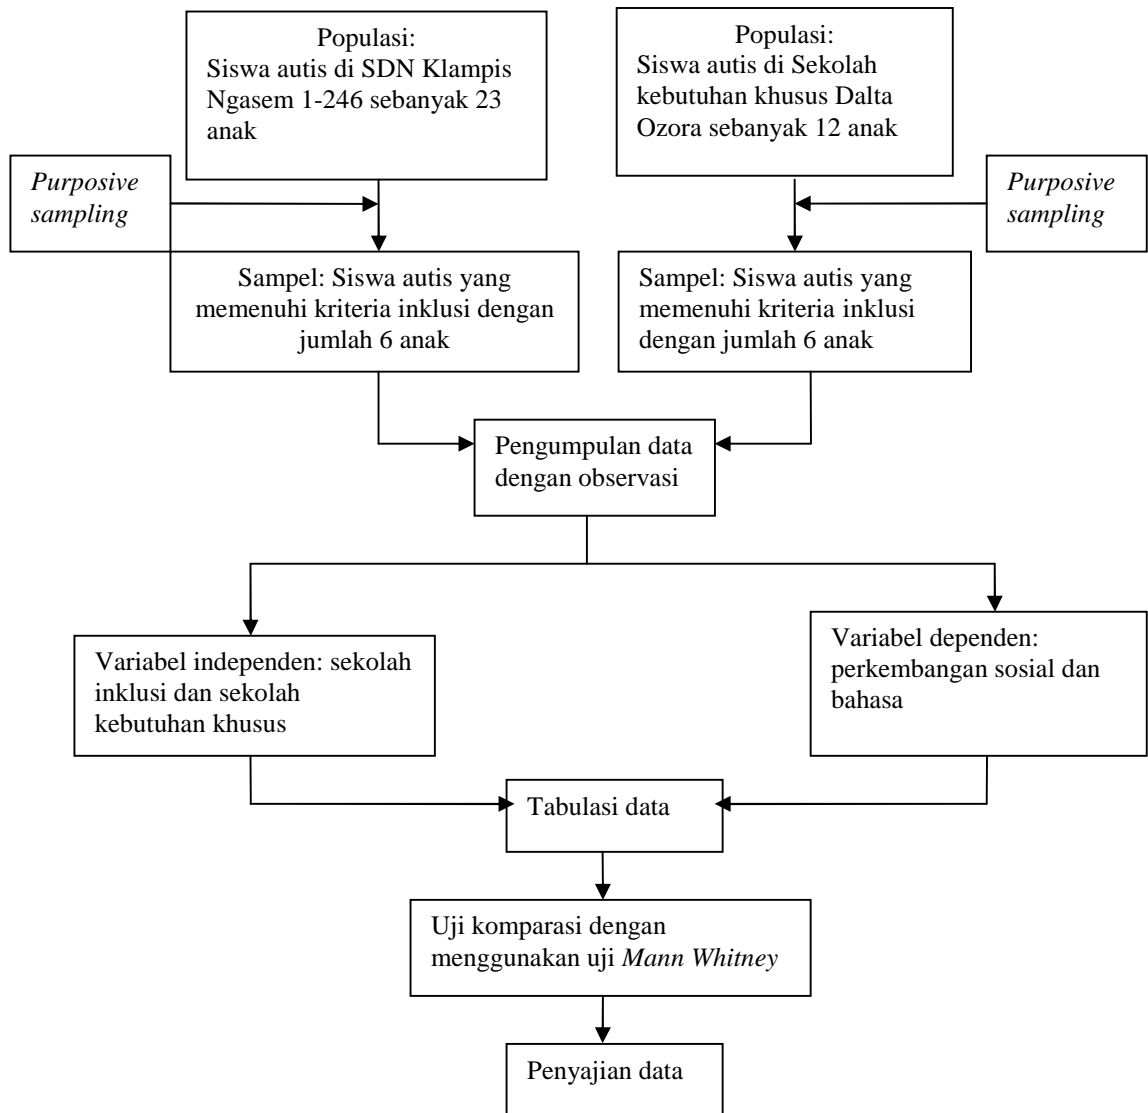 Populasi:
Siswa autis di SDN Klampis
Ngasem 1-246 sebanyak 23
anak
Populasi:
Siswa autis di Sekolah
kebutuhan khusus Dalta
Ozora sebanyak 12 anak
Purposive
sampling
Purposive
sampling
Sampel: Siswa autis yang
memenuhi kriteria inklusi dengan
jumlah 6 anak
Sampel: Siswa autis yang
memenuhi kriteria inklusi
dengan jumlah 6 anak
Pengumpulan data
dengan observasi
Variabel independen: sekolah
inklusi dan sekolah
kebutuhan khusus
Variabel dependen:
perkembangan sosial dan
bahasa
Tabulasi data
Uji komparasi dengan
menggunakan uji Mann Whitney
Penyajian data